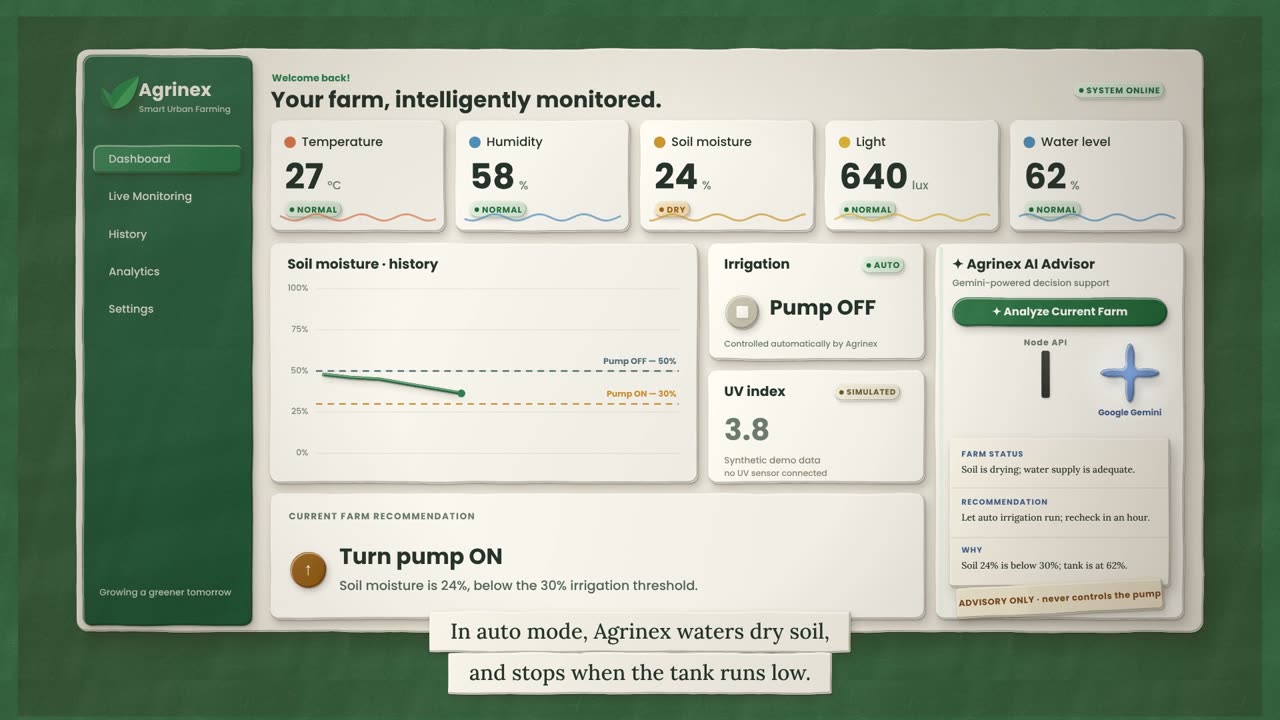 Agrinex
Smart Urban Farming
Dashboard
Live Monitoring
History
Analytics
Settings
Growing a greener tomorrow
Welcome back!
Your farm, intelligently monitored.
SYSTEM ONLINE
Temperature
27 °C
NORMAL
Humidity
58 %
NORMAL
Soil moisture
24 %
DRY
Light
640 lux
NORMAL
Water level
62 %
NORMAL
Soil moisture · history
100%
75%
50%
25%
0%
Pump OFF — 50%
Pump ON — 30%
Irrigation
AUTO
Pump OFF
Controlled automatically by Agrinex
UV index
SIMULATED
3.8
Synthetic demo data
no UV sensor connected
✦ Agrinex AI Advisor
Gemini-powered decision support
✦ Analyze Current Farm
Node API
Google Gemini
FARM STATUS
Soil is drying; water supply is adequate.
RECOMMENDATION
Let auto irrigation run; recheck in an hour.
WHY
Soil 24% is below 30%; tank is at 62%.
ADVISORY ONLY · never controls the pump
CURRENT FARM RECOMMENDATION
↑
Turn pump ON
Soil moisture is 24%, below the 30% irrigation threshold.
In auto mode, Agrinex waters dry soil,
and stops when the tank runs low.